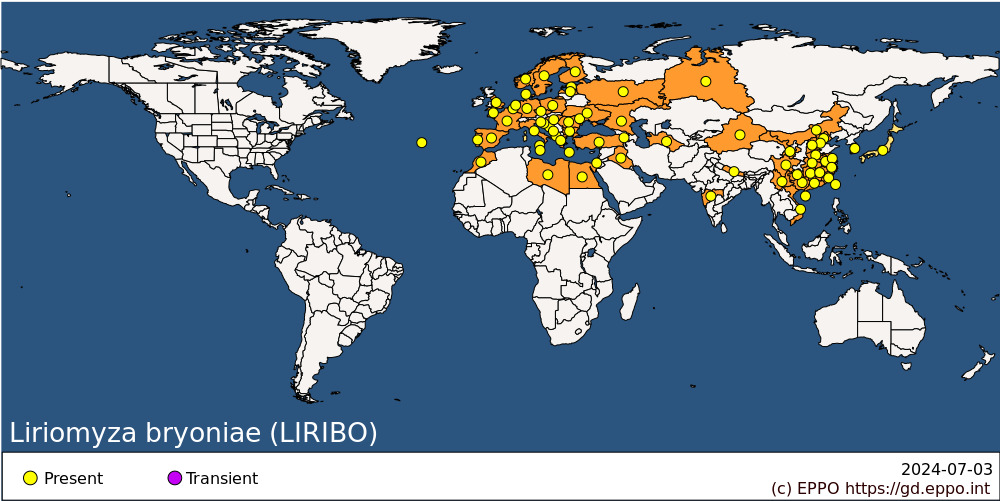 Liriomyza bryoniae (LIRIBO)
Present
Transient
2024-07-03
(c) EPPO https://gd.eppo.int